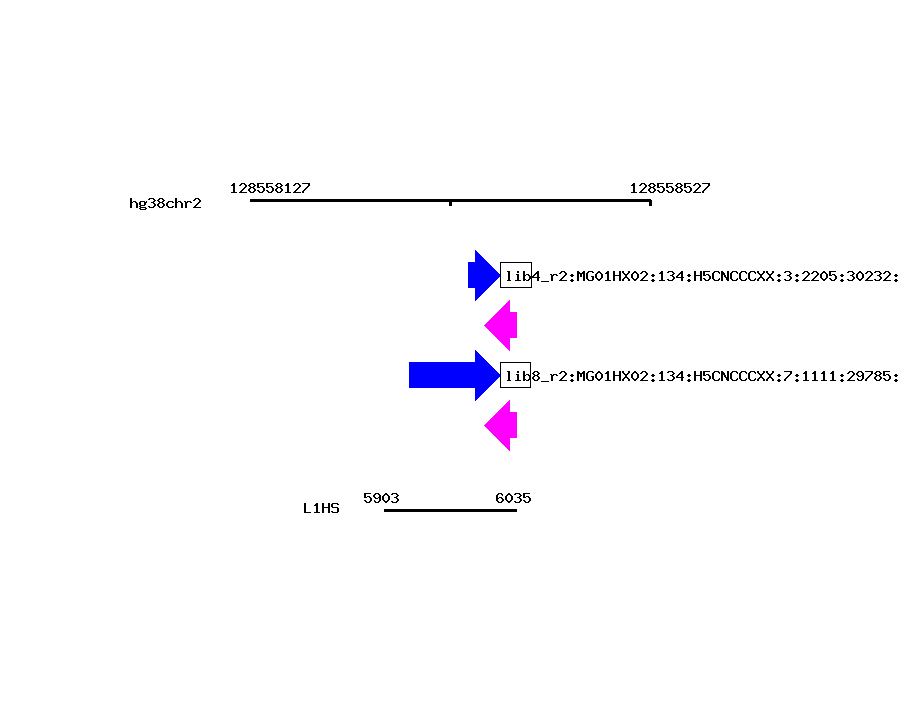 128558127 128558527
hg38chr2
lib4_r2:MG01HX02:134:H5CNCCCXX:3:2205:30232:
lib8_r2:MG01HX02:134:H5CNCCCXX:7:1111:29785:
5903 6035
L1HS